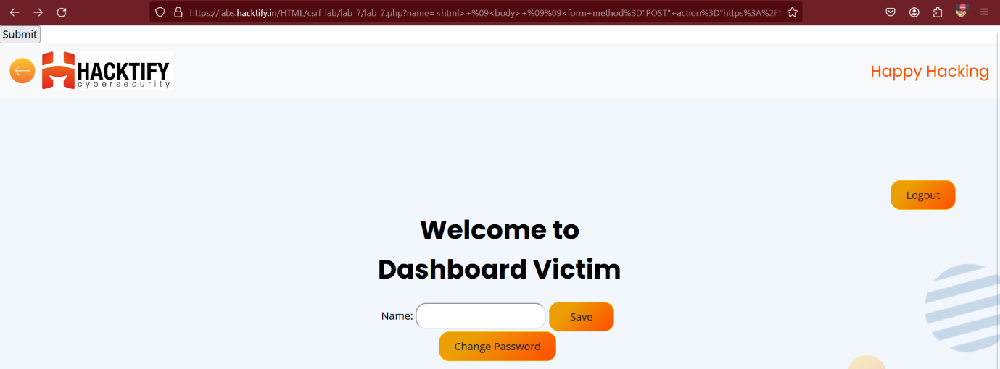 https://labs.hacktify.in/HTML/csrf_lab/lab_7/lab_7.php?name=<html>+%09<body>+%09%09<form+method%3D"POST"+action%3D"https%3A%2F
Submit
HACKTIFY
cybersecurity
Happy Hacking
Logout
Welcome to
Dashboard Victim
Name:
Save
Change Password